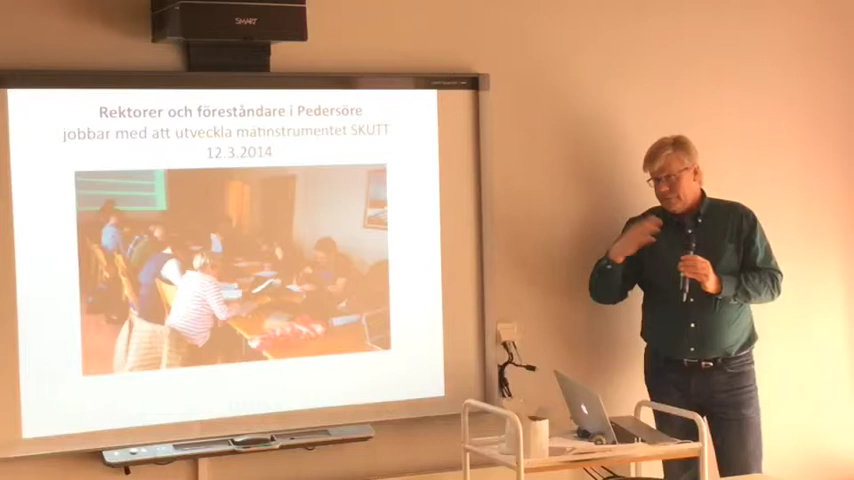 SMART
Rektorer och föreståndare i Pedersöre
jobbar med att utveckla mätinstrumentet SKUTT
12.3.2014